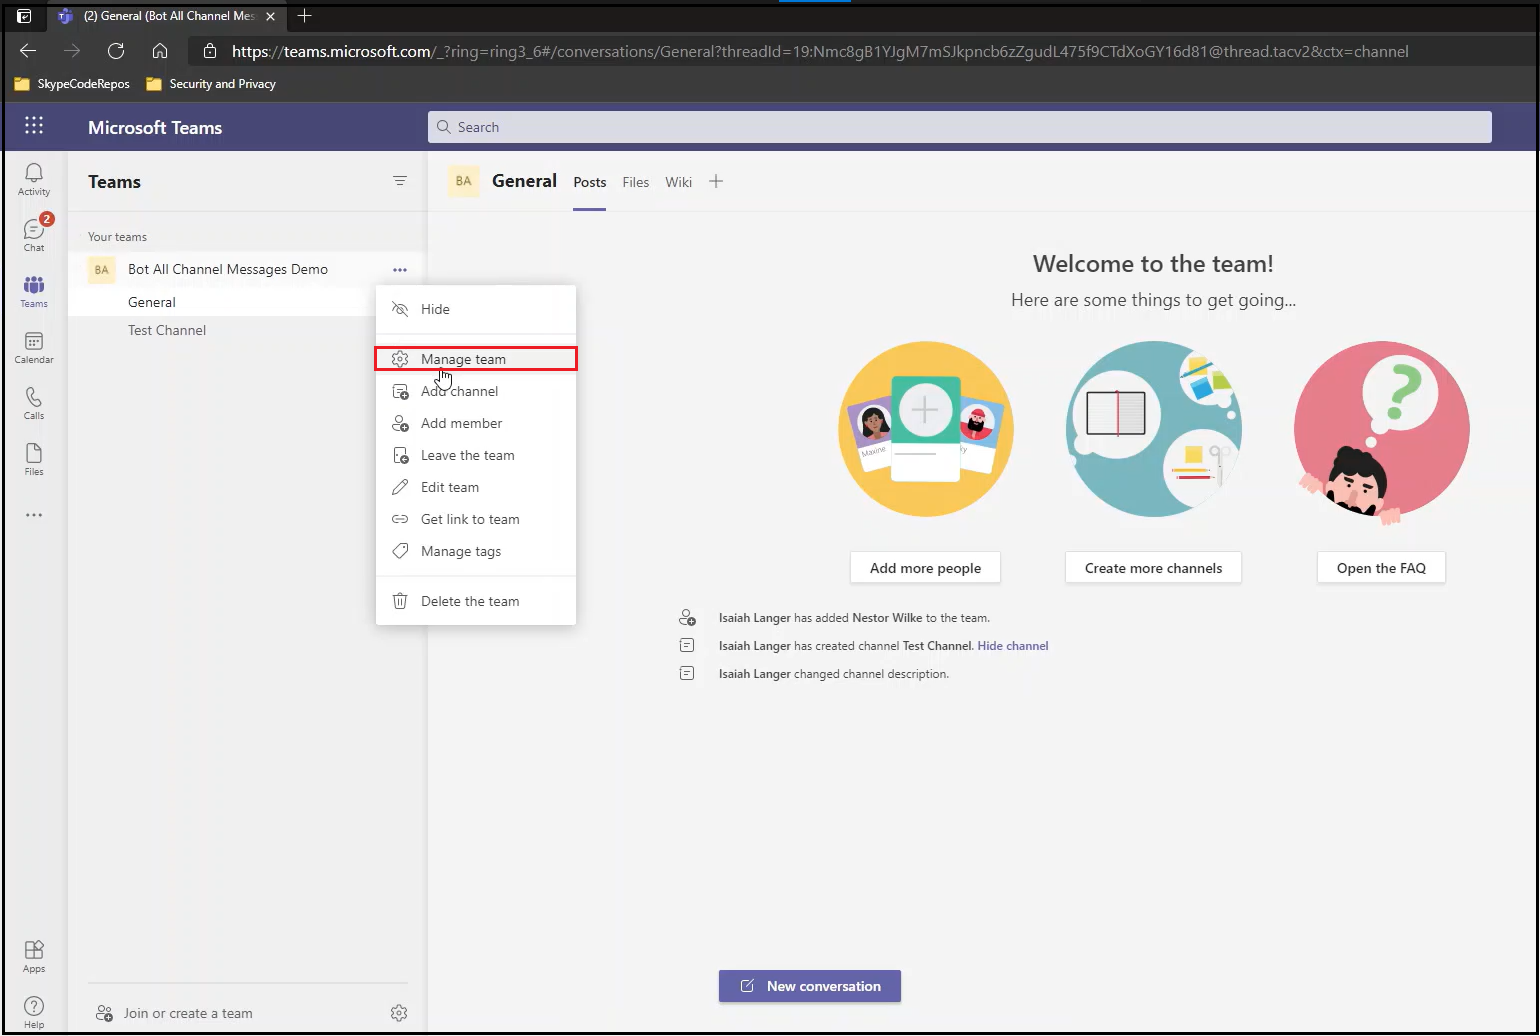 (2) General (Bot All Channel Mes
https://teams.microsoft.com/_?ring=ring3_6#/conversations/General?threadId=19:Nmc8gB1YJgM7mSJkpncb6zZgudL475f9CTdXoGY16d81@thread.tacv2&ctx=channel
SkypeCodeRepos Security and Privacy
Microsoft Teams
Search
Activity
Chat
2
Teams
Calendar
Calls
Files
Apps
Help
Teams
Your teams
BA Bot All Channel Messages Demo
General
Test Channel
Join or create a team
Hide
Manage team
Add channel
Add member
Leave the team
Edit team
Get link to team
Manage tags
Delete the team
BA General Posts Files Wiki
Welcome to the team!
Here are some things to get going...
Maxine
Add more people
Create more channels
Open the FAQ
Isaiah Langer has added Nestor Wilke to the team.
Isaiah Langer has created channel Test Channel. Hide channel
Isaiah Langer changed channel description.
New conversation